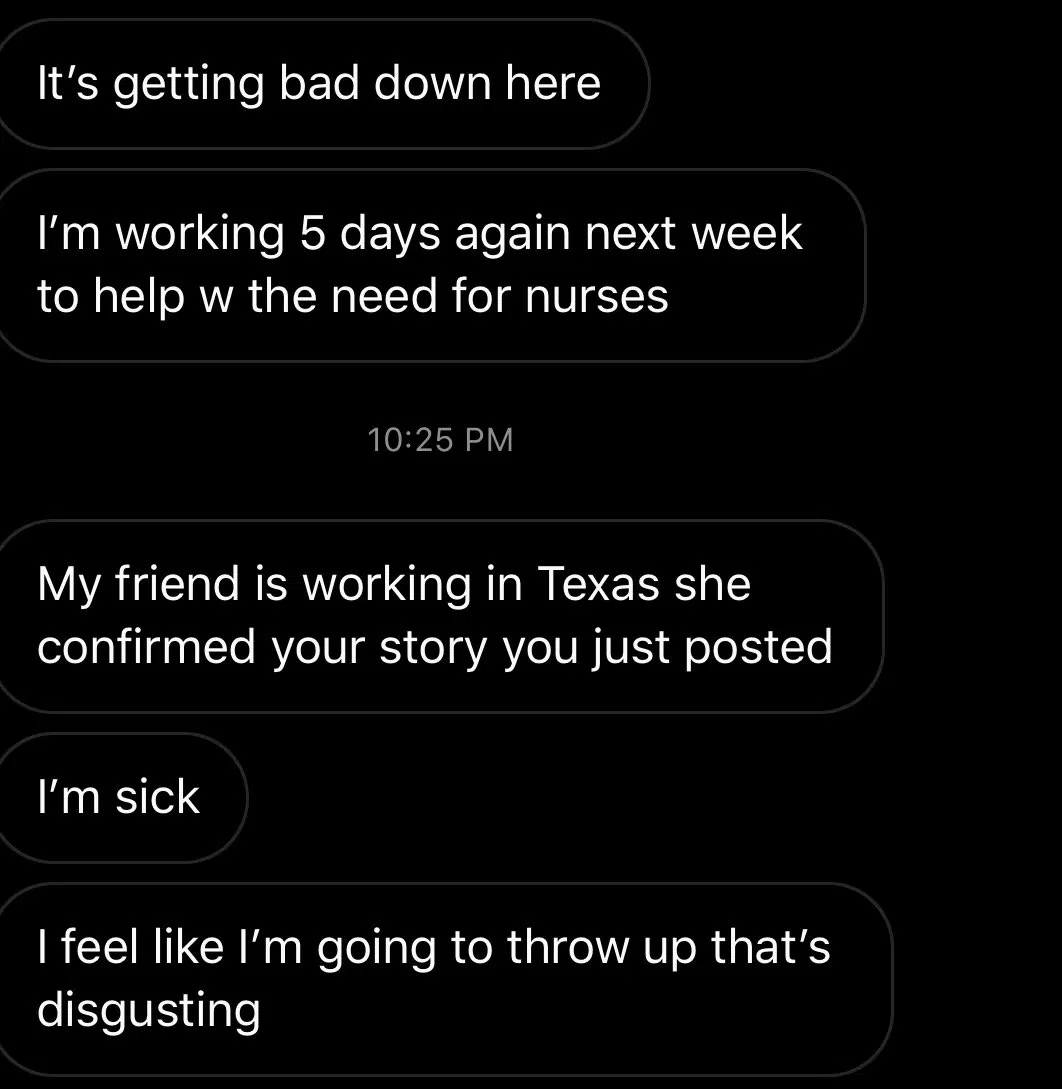 It’s getting bad down here
I’m working 5 days again next week
to help w the need for nurses
10:25 PM
My friend is working in Texas she
confirmed your story you just posted
I’m sick
I feel like I’m going to throw up that’s
disgusting